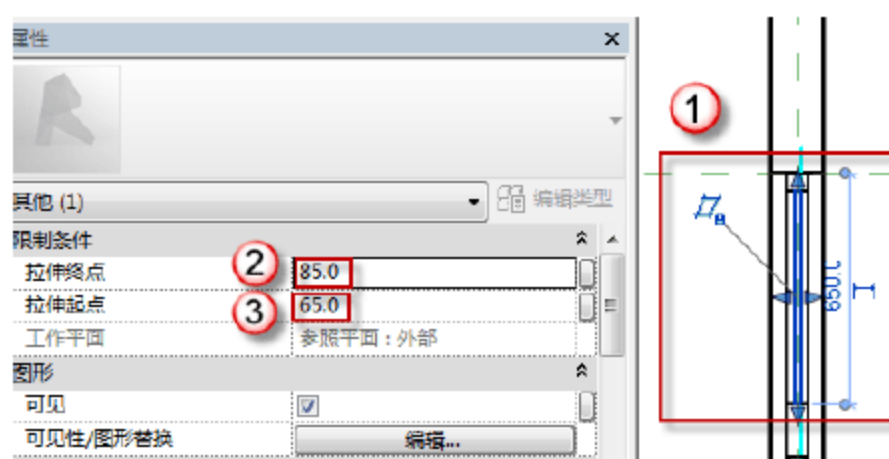 属性
其他 (1)
编辑类型
限制条件
拉伸终点
② 85.0
拉伸起点
③ 65.0
工作平面
参照平面:外部
图形
可见
可见性/图形替换
编辑...
①
650.0